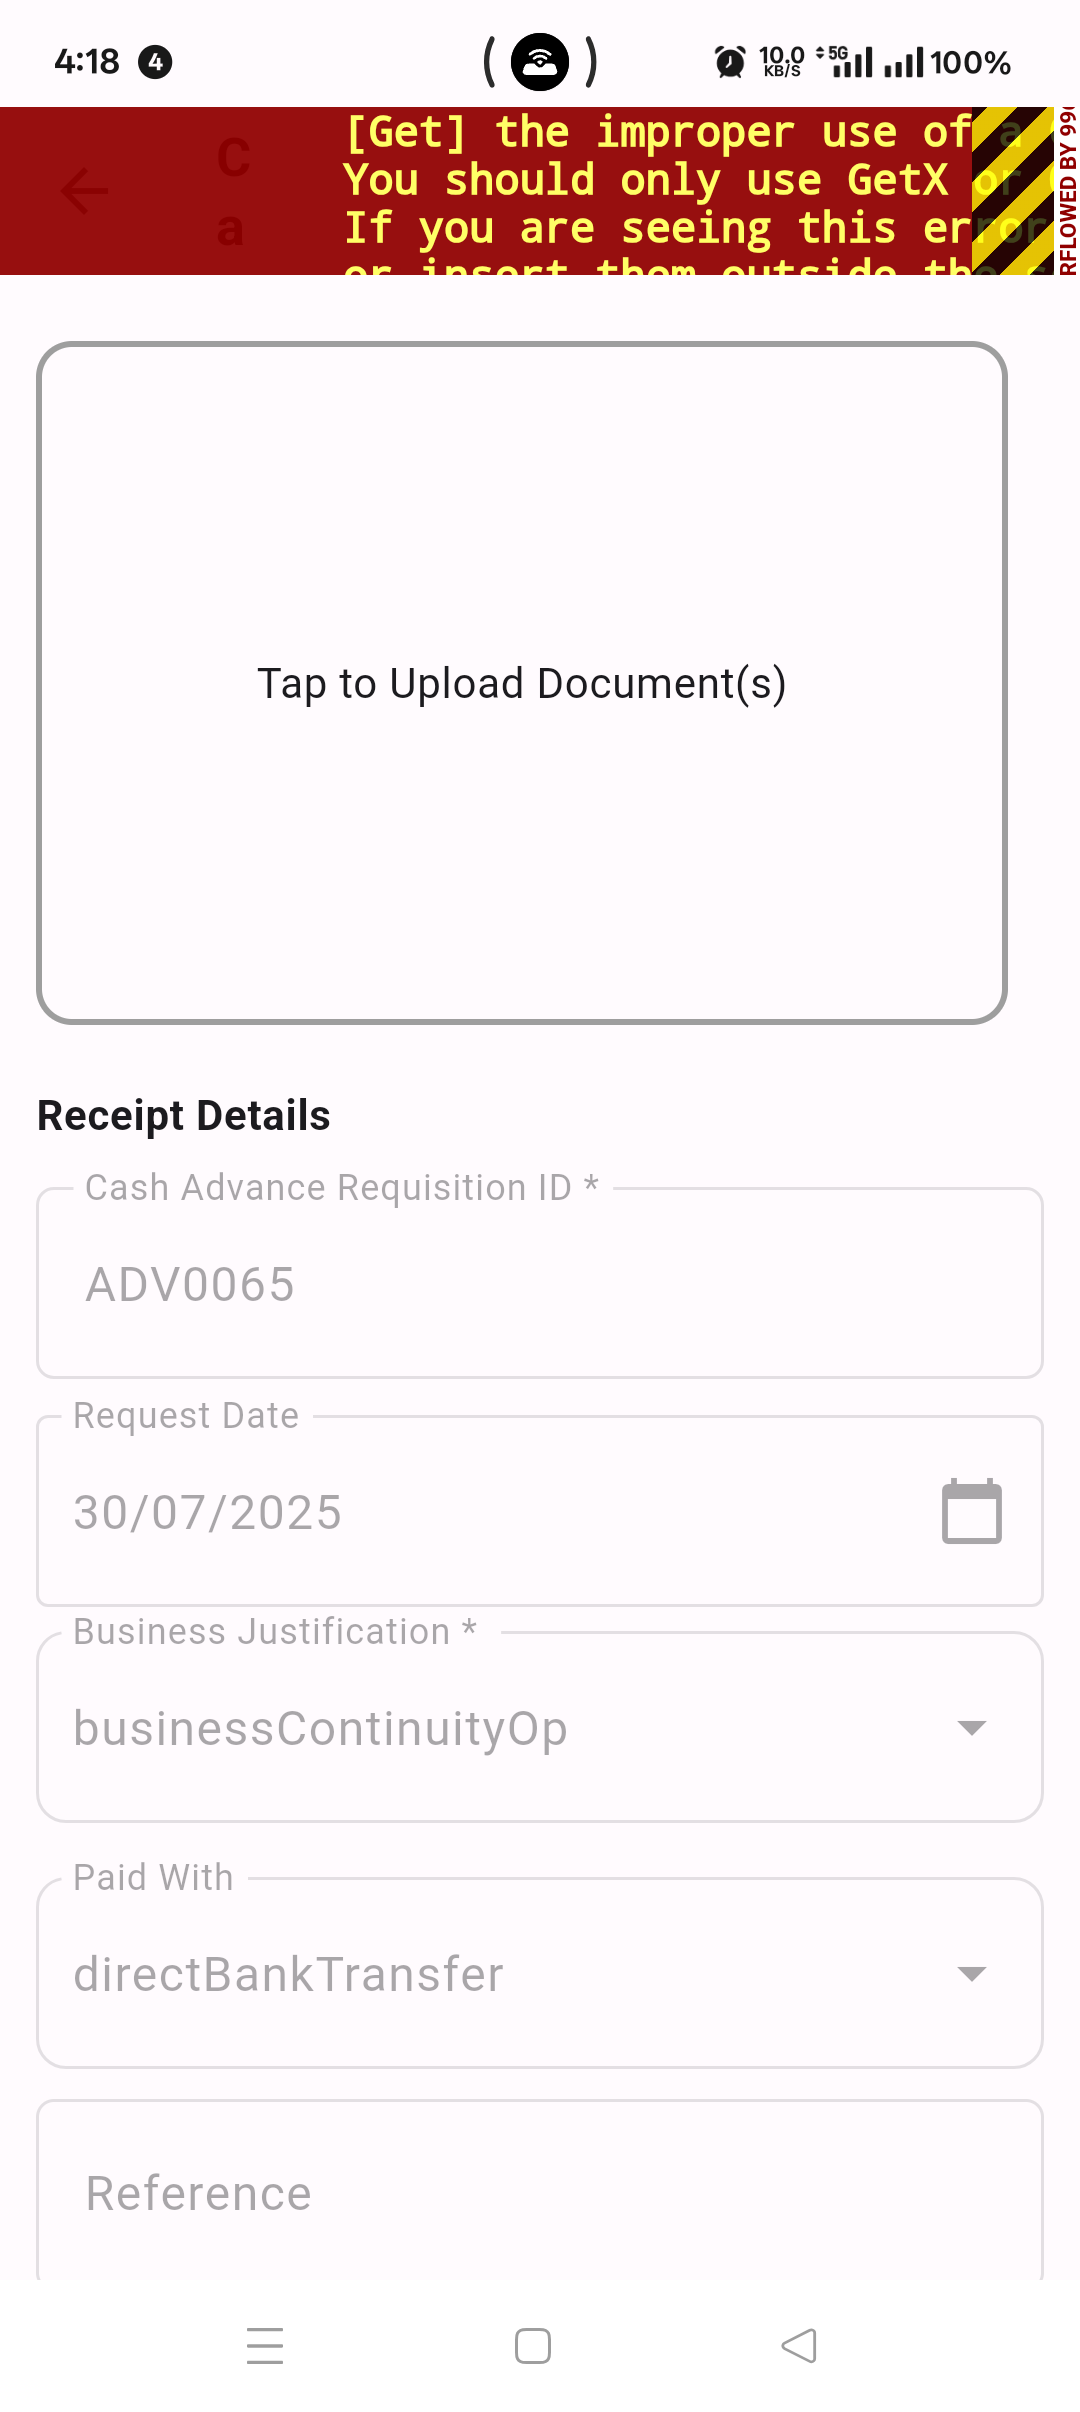 4:18 4
10.0
KB/S
5G
100%
C
a
[Get] the improper use of a
You should only use GetX or
If you are seeing this error
or insert them outside the s
RFLOWED BY 99
Tap to Upload Document(s)
Receipt Details
Cash Advance Requisition ID *
ADV0065
Request Date
30/07/2025
Business Justification *
businessContinuityOp
Paid With
directBankTransfer
Reference